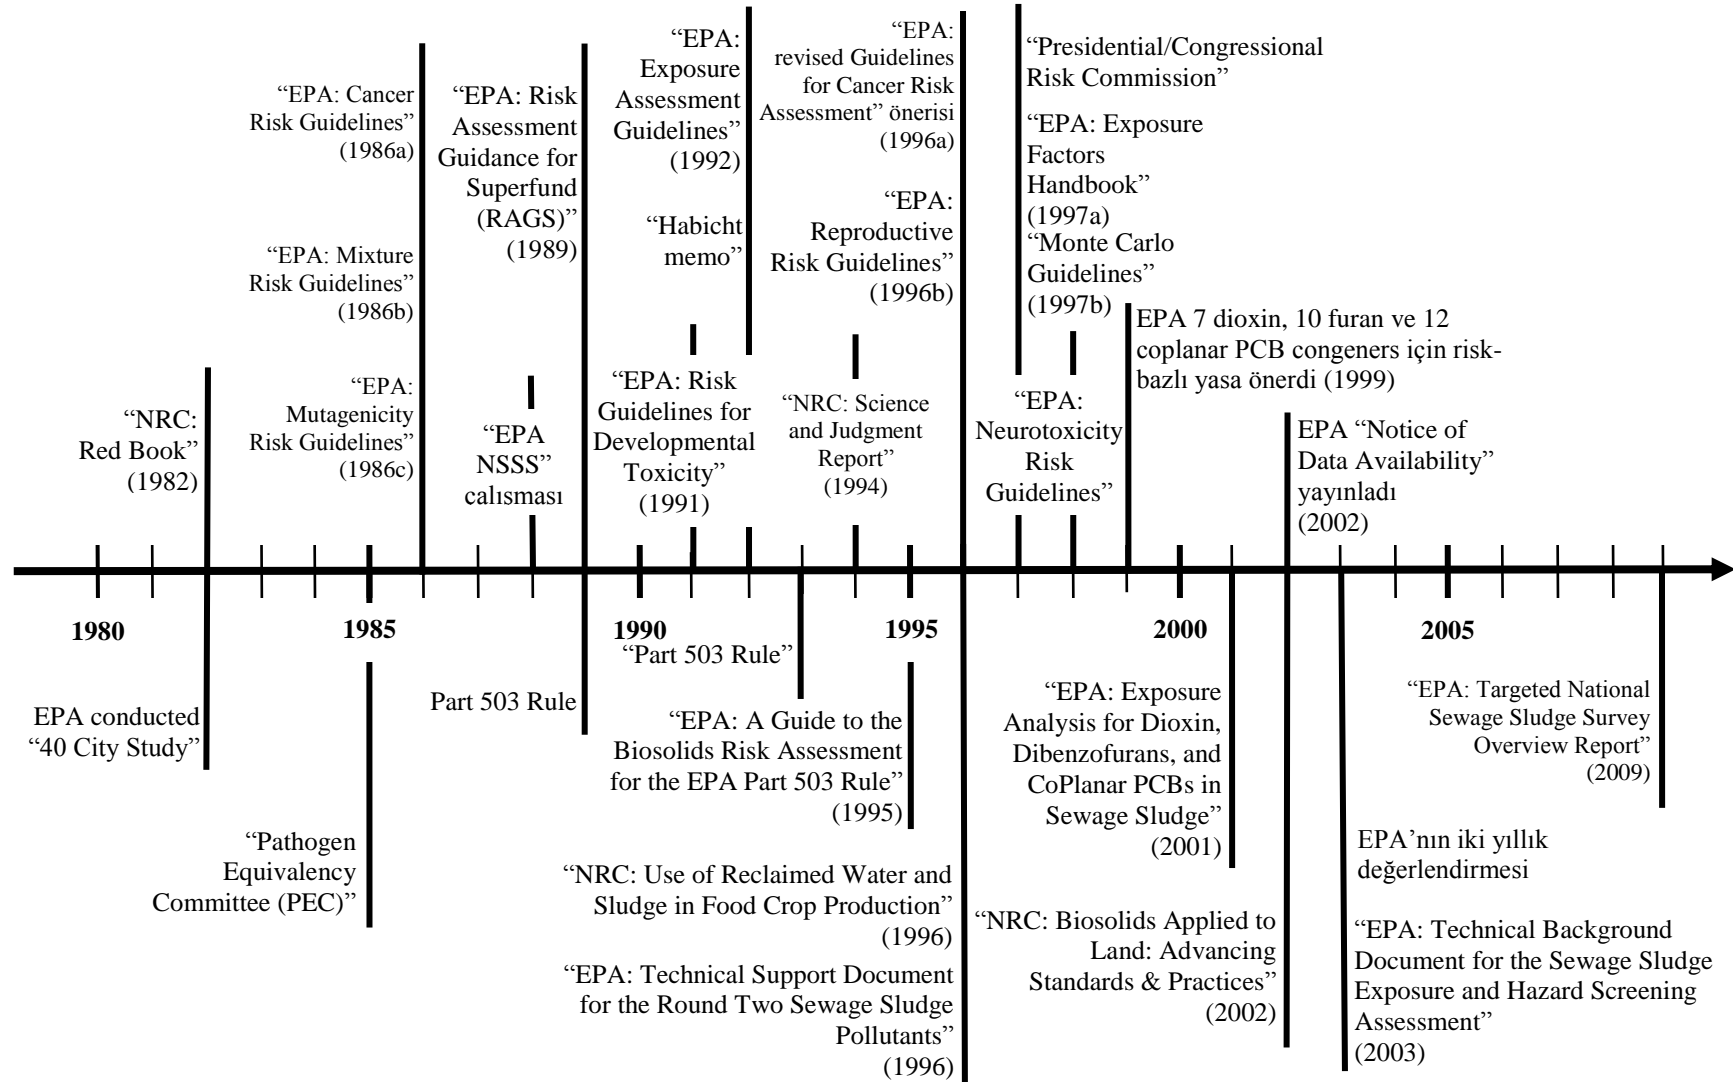 “EPA: Cancer
Risk Guidelines”
(1986a)
“EPA: Mixture
Risk Guidelines”
(1986b)
“EPA:
Mutagenicity
Risk Guidelines”
(1986c)
“NRC:
Red Book”
(1982)
“EPA: Risk
Assessment
Guidance for
Superfund
(RAGS)”
(1989)
“EPA
NSSS”
calısması
“EPA:
Exposure
Assessment
Guidelines”
(1992)
“Habicht
memo”
“EPA: Risk
Guidelines for
Developmental
Toxicity”
(1991)
“EPA:
revised Guidelines
for Cancer Risk
Assessment” önerisi
(1996a)
“EPA:
Reproductive
Risk Guidelines”
(1996b)
“NRC: Science
and Judgment
Report”
(1994)
“Presidential/Congressional
Risk Commission”
“EPA: Exposure
Factors
Handbook”
(1997a)
“Monte Carlo
Guidelines”
(1997b)
“EPA:
Neurotoxicity
Risk
Guidelines”
EPA 7 dioxin, 10 furan ve 12
coplanar PCB congeners için risk-
bazlı yasa önerdi (1999)
EPA “Notice of
Data Availability”
yayınladı
(2002)
1980
1985
1990
1995
2000
2005
EPA conducted
“40 City Study”
“Pathogen
Equivalency
Committee (PEC)”
Part 503 Rule
“Part 503 Rule”
“EPA: A Guide to the
Biosolids Risk Assessment
for the EPA Part 503 Rule”
(1995)
“NRC: Use of Reclaimed Water and
Sludge in Food Crop Production”
(1996)
“EPA: Technical Support Document
for the Round Two Sewage Sludge
Pollutants”
(1996)
“EPA: Exposure
Analysis for Dioxin,
Dibenzofurans, and
CoPlanar PCBs in
Sewage Sludge”
(2001)
“NRC: Biosolids Applied to
Land: Advancing
Standards & Practices”
(2002)
“EPA: Targeted National
Sewage Sludge Survey
Overview Report”
(2009)
EPA’nın iki yıllık
değerlendirmesi
“EPA: Technical Background
Document for the Sewage Sludge
Exposure and Hazard Screening
Assessment”
(2003)